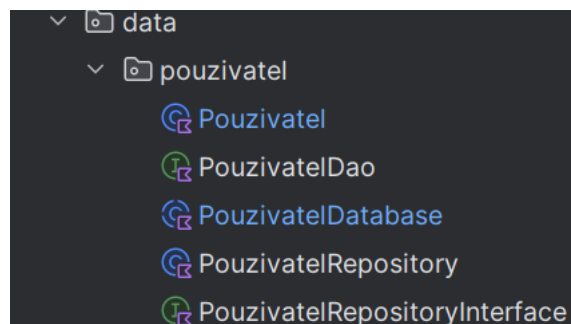 data
pouzivatel
Pouzivatel
PouzivatelDao
PouzivatelDatabase
PouzivatelRepository
PouzivatelRepositoryInterface